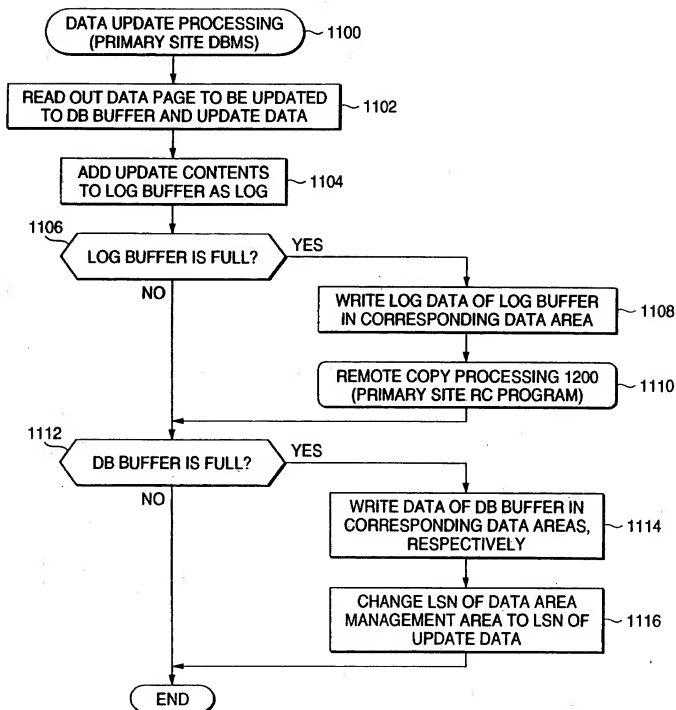 DATA UPDATE PROCESSING
(PRIMARY SITE DBMS)
1100
READ OUT DATA PAGE TO BE UPDATED
TO DB BUFFER AND UPDATE DATA
1102
ADD UPDATE CONTENTS
TO LOG BUFFER AS LOG
1104
1106
LOG BUFFER IS FULL?
YES
NO
WRITE LOG DATA OF LOG BUFFER
IN CORRESPONDING DATA AREA
1108
REMOTE COPY PROCESSING 1200
(PRIMARY SITE RC PROGRAM)
1110
1112
DB BUFFER IS FULL?
YES
NO
WRITE DATA OF DB BUFFER IN
CORRESPONDING DATA AREAS,
RESPECTIVELY
1114
CHANGE LSN OF DATA AREA
MANAGEMENT AREA TO LSN OF
UPDATE DATA
1116
END